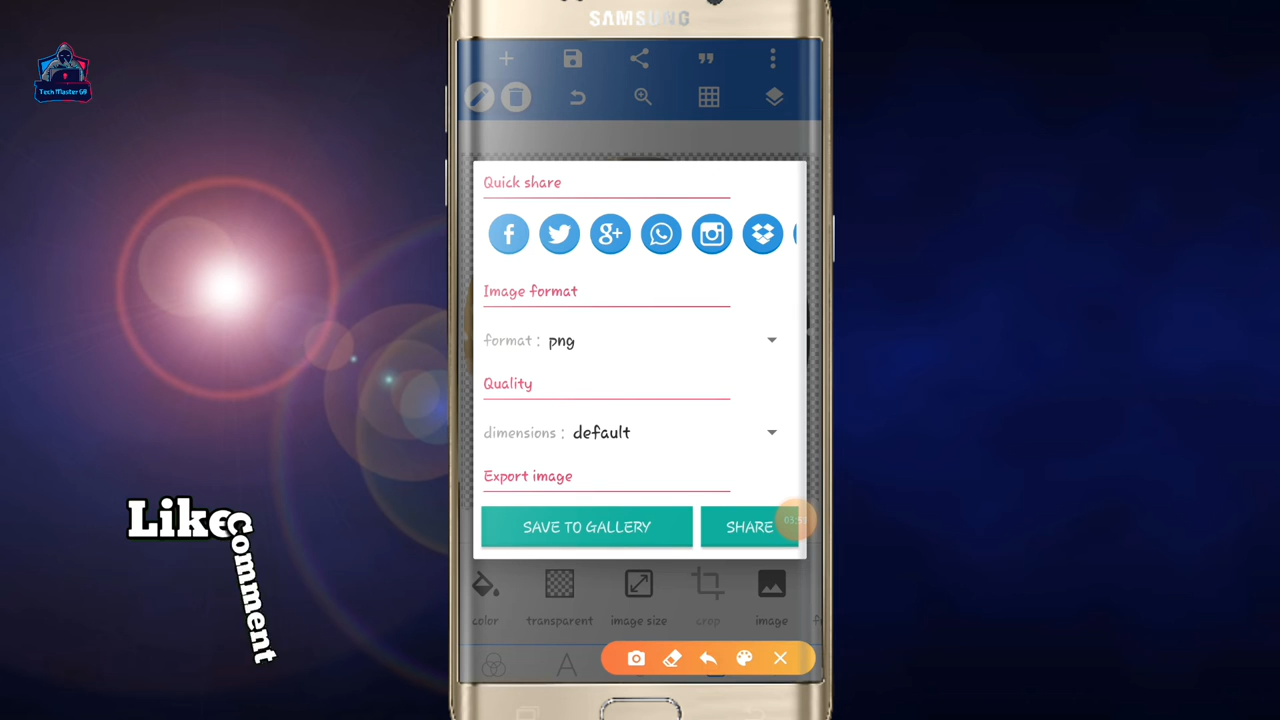 SAMSUNG
Tech Master GB
Quick share
Image format
format : png
Quality
dimensions : default
Export image
SAVE TO GALLERY
SHARE
color
transparent
image size
crop
image
Like
Comment